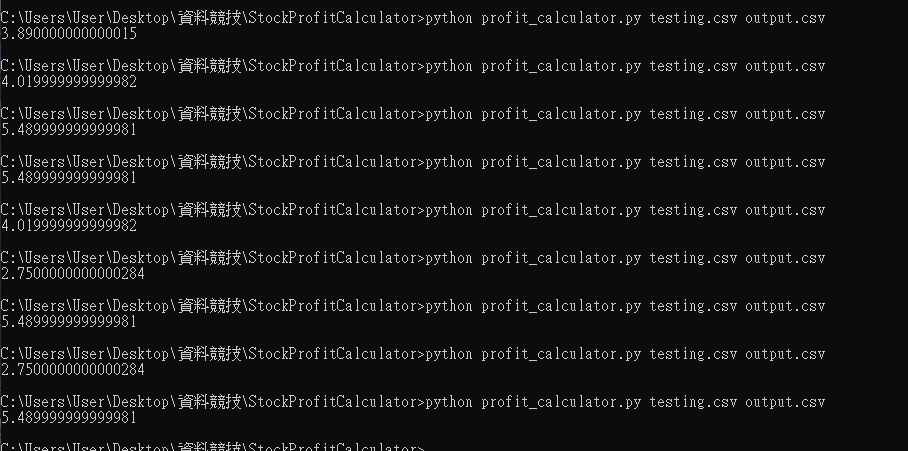 C:\Users\User\Desktop\資料競技\StockProfitCalculator>python profit_calculator.py testing.csv output.csv
3.890000000000015
C:\Users\User\Desktop\資料競技\StockProfitCalculator>python profit_calculator.py testing.csv output.csv
4.019999999999982
C:\Users\User\Desktop\資料競技\StockProfitCalculator>python profit_calculator.py testing.csv output.csv
5.489999999999981
C:\Users\User\Desktop\資料競技\StockProfitCalculator>python profit_calculator.py testing.csv output.csv
5.489999999999981
C:\Users\User\Desktop\資料競技\StockProfitCalculator>python profit_calculator.py testing.csv output.csv
4.019999999999982
C:\Users\User\Desktop\資料競技\StockProfitCalculator>python profit_calculator.py testing.csv output.csv
2.7500000000000284
C:\Users\User\Desktop\資料競技\StockProfitCalculator>python profit_calculator.py testing.csv output.csv
5.489999999999981
C:\Users\User\Desktop\資料競技\StockProfitCalculator>python profit_calculator.py testing.csv output.csv
2.7500000000000284
C:\Users\User\Desktop\資料競技\StockProfitCalculator>python profit_calculator.py testing.csv output.csv
5.489999999999981
C:\Users\User\Desktop\資料競技\StockProfitCalculator>